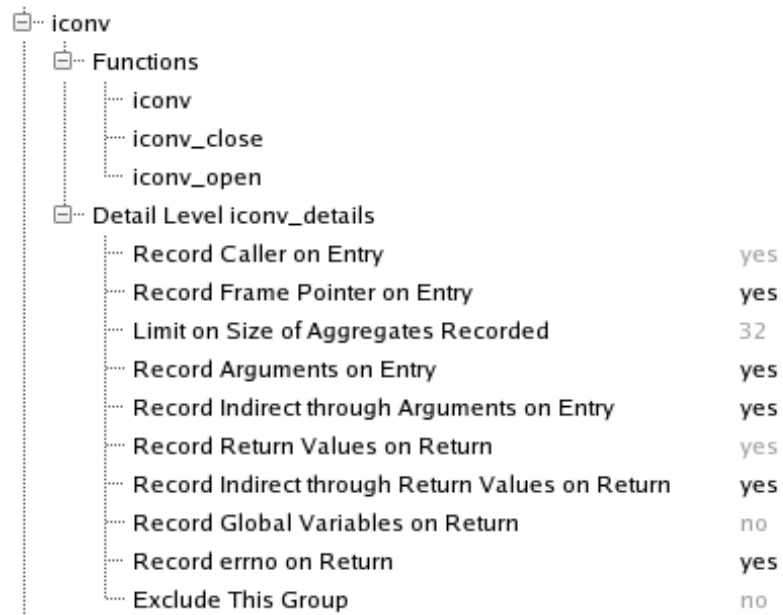 iconv
Functions
iconv
iconv_close
iconv_open
Detail Level iconv_details
Record Caller on Entry yes
Record Frame Pointer on Entry yes
Limit on Size of Aggregates Recorded 32
Record Arguments on Entry yes
Record Indirect through Arguments on Entry yes
Record Return Values on Return yes
Record Indirect through Return Values on Return yes
Record Global Variables on Return no
Record errno on Return yes
Exclude This Group no